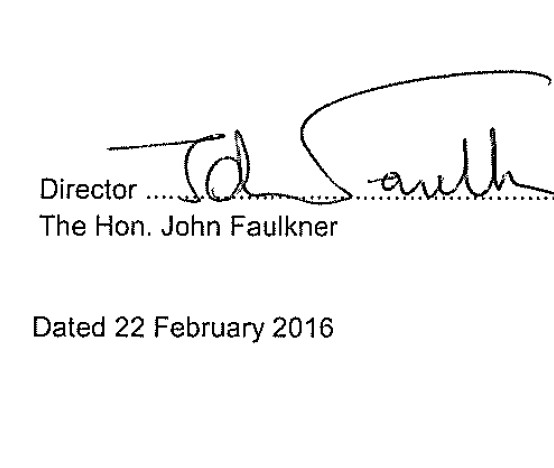 Director ........................................
The Hon. John Faulkner
Dated 22 February 2016